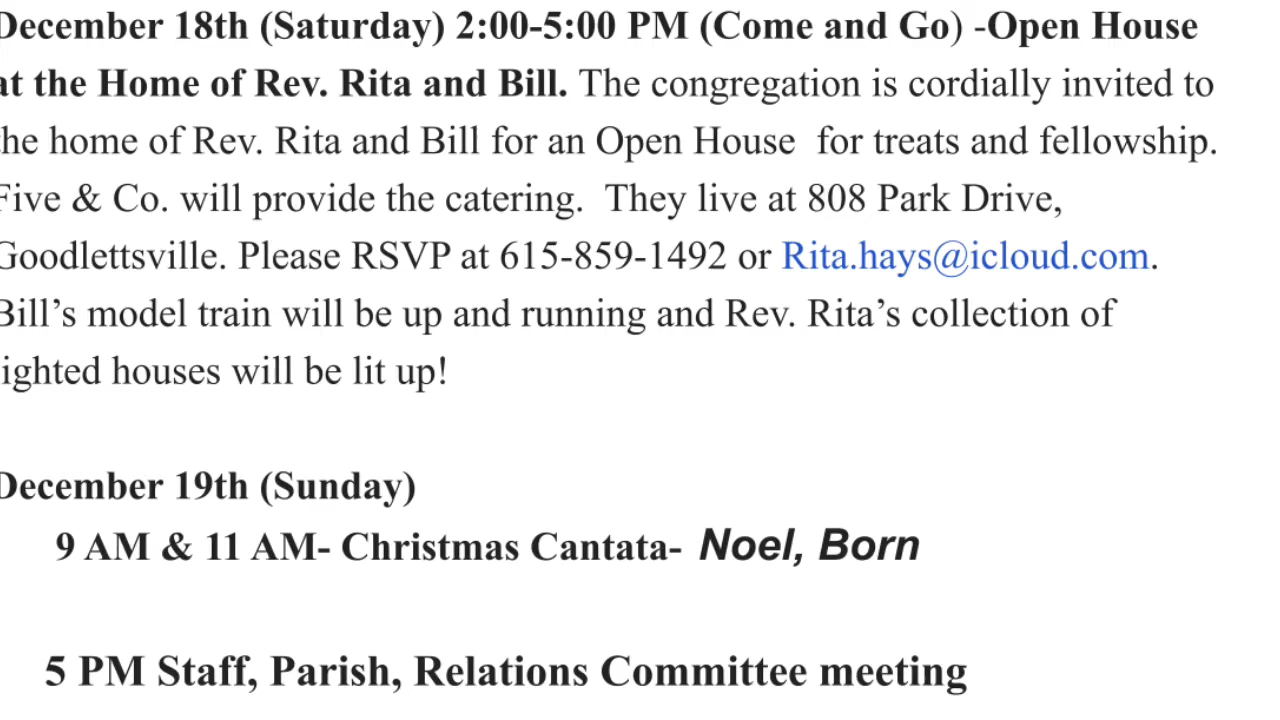 December 18th (Saturday) 2:00-5:00 PM (Come and Go) -Open House
at the Home of Rev. Rita and Bill. The congregation is cordially invited to
the home of Rev. Rita and Bill for an Open House  for treats and fellowship.
Five & Co. will provide the catering.  They live at 808 Park Drive,
Goodlettsville. Please RSVP at 615-859-1492 or Rita.hays@icloud.com.
Bill’s model train will be up and running and Rev. Rita’s collection of
lighted houses will be lit up!
December 19th (Sunday)
9 AM & 11 AM- Christmas Cantata- Noel, Born
5 PM Staff, Parish, Relations Committee meeting